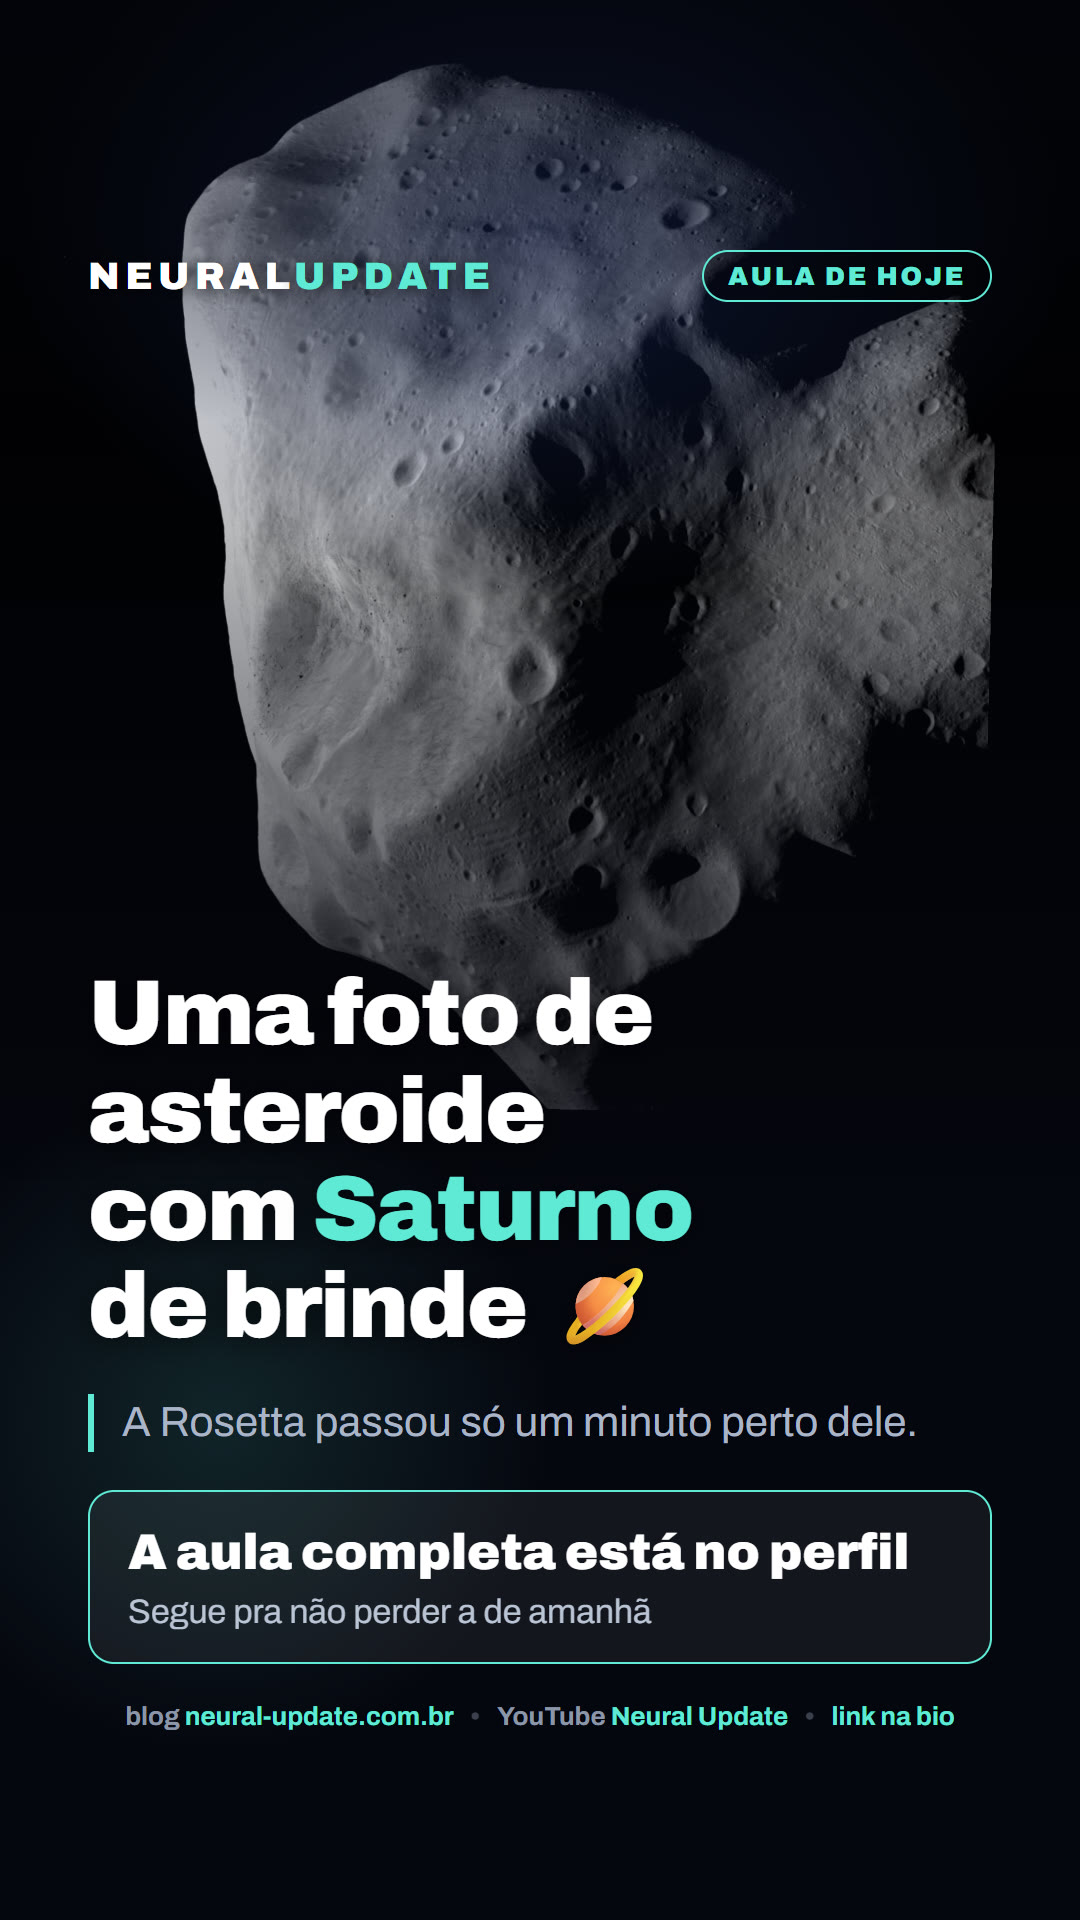 NEURALUPDATE
AULA DE HOJE
Uma foto de
asteroide
com Saturno
de brinde 🪐
A Rosetta passou só um minuto perto dele.
A aula completa está no perfil
Segue pra não perder a de amanhã
blog neural-update.com.br • YouTube Neural Update • link na bio